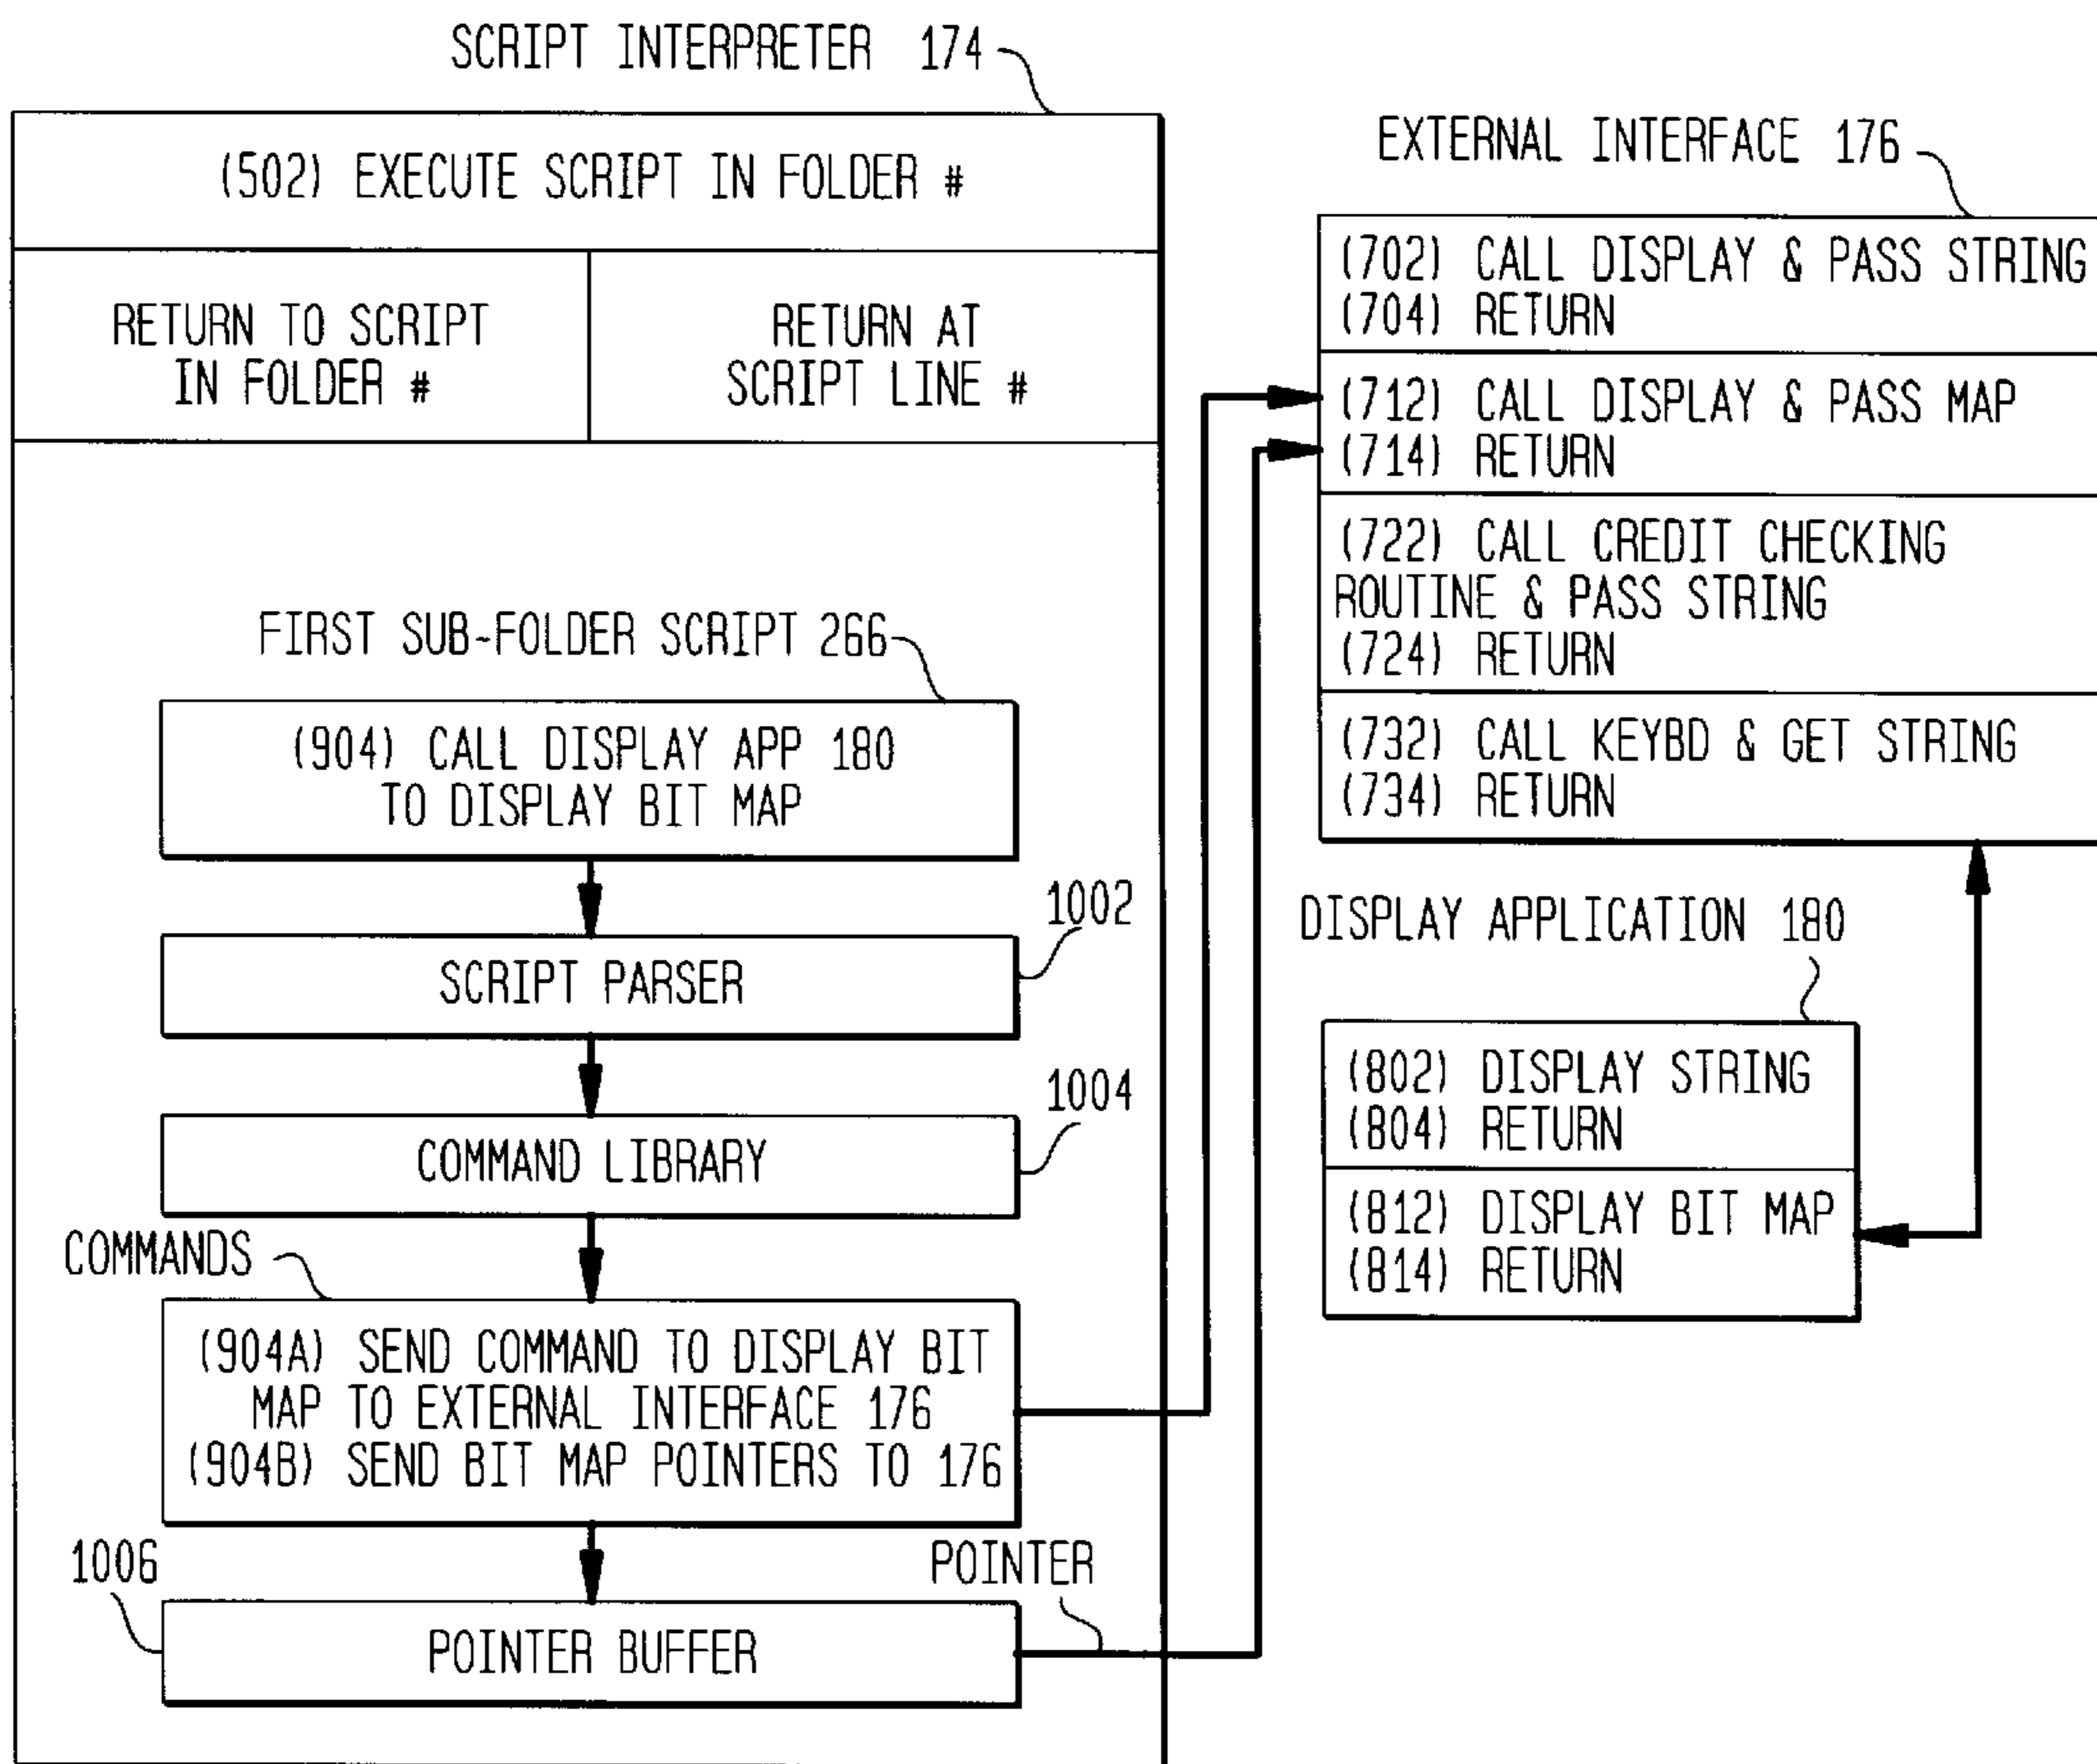 SCRIPT INTERPRETER 174
(502) EXECUTE SCRIPT IN FOLDER #
RETURN TO SCRIPT
IN FOLDER #
RETURN AT
SCRIPT LINE #
FIRST SUB-FOLDER SCRIPT 266
(904) CALL DISPLAY APP 180
TO DISPLAY BIT MAP
1002
SCRIPT PARSER
1004
COMMAND LIBRARY
COMMANDS
(904A) SEND COMMAND TO DISPLAY BIT
MAP TO EXTERNAL INTERFACE 176
(904B) SEND BIT MAP POINTERS TO 176
1006
POINTER
POINTER BUFFER
EXTERNAL INTERFACE 176
(702) CALL DISPLAY & PASS STRING
(704) RETURN
(712) CALL DISPLAY & PASS MAP
(714) RETURN
(722) CALL CREDIT CHECKING
ROUTINE & PASS STRING
(724) RETURN
(732) CALL KEYBD & GET STRING
(734) RETURN
DISPLAY APPLICATION 180
(802) DISPLAY STRING
(804) RETURN
(812) DISPLAY BIT MAP
(814) RETURN